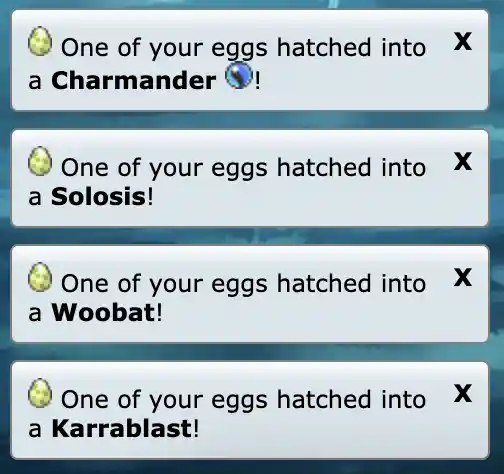 One of your eggs hatched into X
a Charmander !
One of your eggs hatched into X
a Solosis!
One of your eggs hatched into X
a Woobat!
One of your eggs hatched into X
a Karrablast!